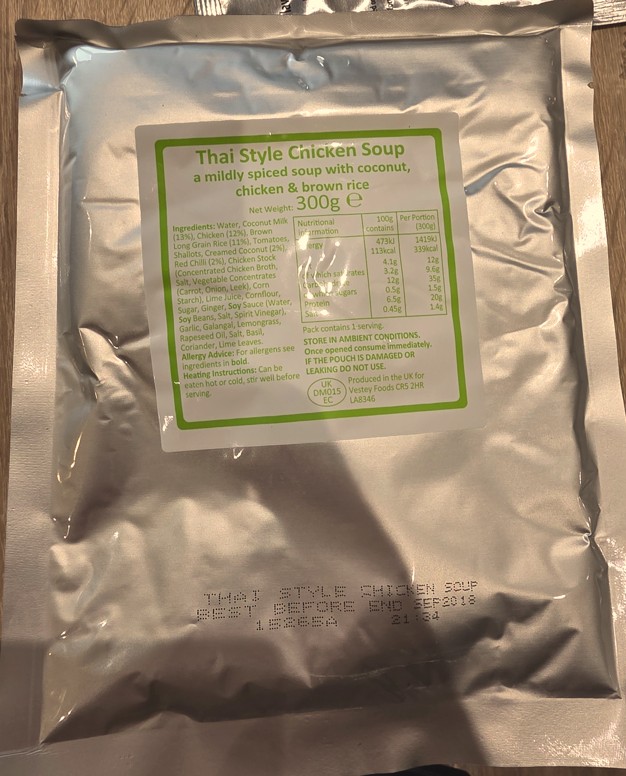 Thai Style Chicken Soup
a mildly spiced soup with coconut,
chicken & brown rice
Net Weight: 300g ℮
Ingredients: Water, Coconut Milk
(13%), Chicken (12%), Brown
Long Grain Rice (11%), Tomatoes,
Shallots, Creamed Coconut (2%),
Red Chilli (2%), Chicken Stock
(Concentrated Chicken Broth,
Salt, Vegetable Concentrates
(Carrot, Onion, Leek), Corn
Starch), Lime Juice, Cornflour,
Sugar, Ginger, Soy Sauce (Water,
Soy Beans, Salt, Spirit Vinegar),
Garlic, Galangal, Lemongrass,
Rapeseed Oil, Salt, Basil,
Coriander, Lime Leaves.
Allergy Advice: For allergens see
ingredients in bold.
Heating Instructions: Can be
eaten hot or cold, stir well before
serving.
Nutritional Information 100g contains Per Portion (300g)
473kJ 1419kJ
113kcal 339kcal
4.1g 12g
which saturates 3.2g 9.6g
12g 35g
sugars 0.5g 1.5g
Protein 6.5g 20g
0.45g 1.4g
Pack contains 1 serving.
STORE IN AMBIENT CONDITIONS.
Once opened consume immediately.
IF THE POUCH IS DAMAGED OR
LEAKING DO NOT USE.
UK
DM015
EC
Produced in the UK for
Vestey Foods CR5 2HR
LA8346
THAI STYLE CHICKEN SOUP
BEST BEFORE END SEP2018
15265A 21:34